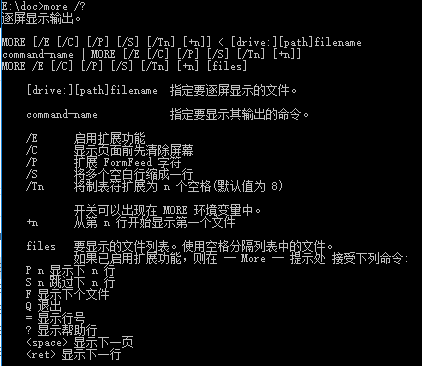 E:\doc>more /?
逐屏显示输出。
MORE [/E [/C] [/P] [/S] [/Tn] [+n]] < [drive:][path]filename
command-name | MORE [/E [/C] [/P] [/S] [/Tn] [+n]]
MORE /E [/C] [/P] [/S] [/Tn] [+n] [files]
[drive:][path]filename 指定要逐屏显示的文件。
command-name 指定要显示其输出的命令。
/E 启用扩展功能
/C 显示页面前先清除屏幕
/P 扩展 FormFeed 字符
/S 将多个空白行缩成一行
/Tn 将制表符扩展为 n 个空格(默认值为 8)
开关可以出现在 MORE 环境变量中。
+n 从第 n 行开始显示第一个文件
files 要显示的文件列表。使用空格分隔列表中的文件。
如果已启用扩展功能，则在 -- More -- 提示处 接受下列命令:
P n 显示下 n 行
S n 跳过下 n 行
F 显示下个文件
Q 退出
= 显示行号
? 显示帮助行
<space> 显示下一页
<ret> 显示下一行